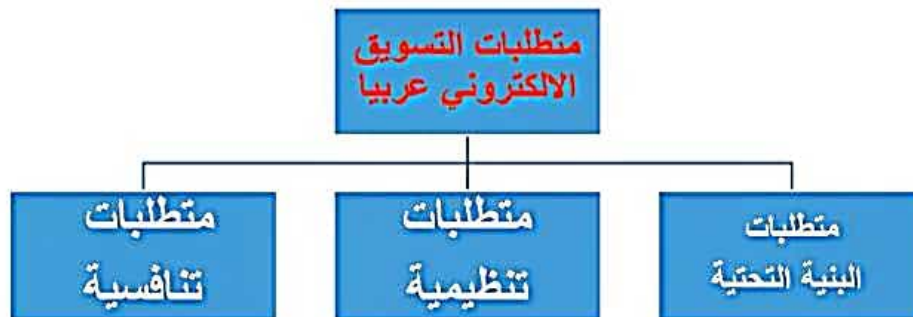 متطلبات التسويق
الالكتروني عربيا
متطلبات
البنية التحتية
متطلبات
تنظيمية
متطلبات
تنافسية